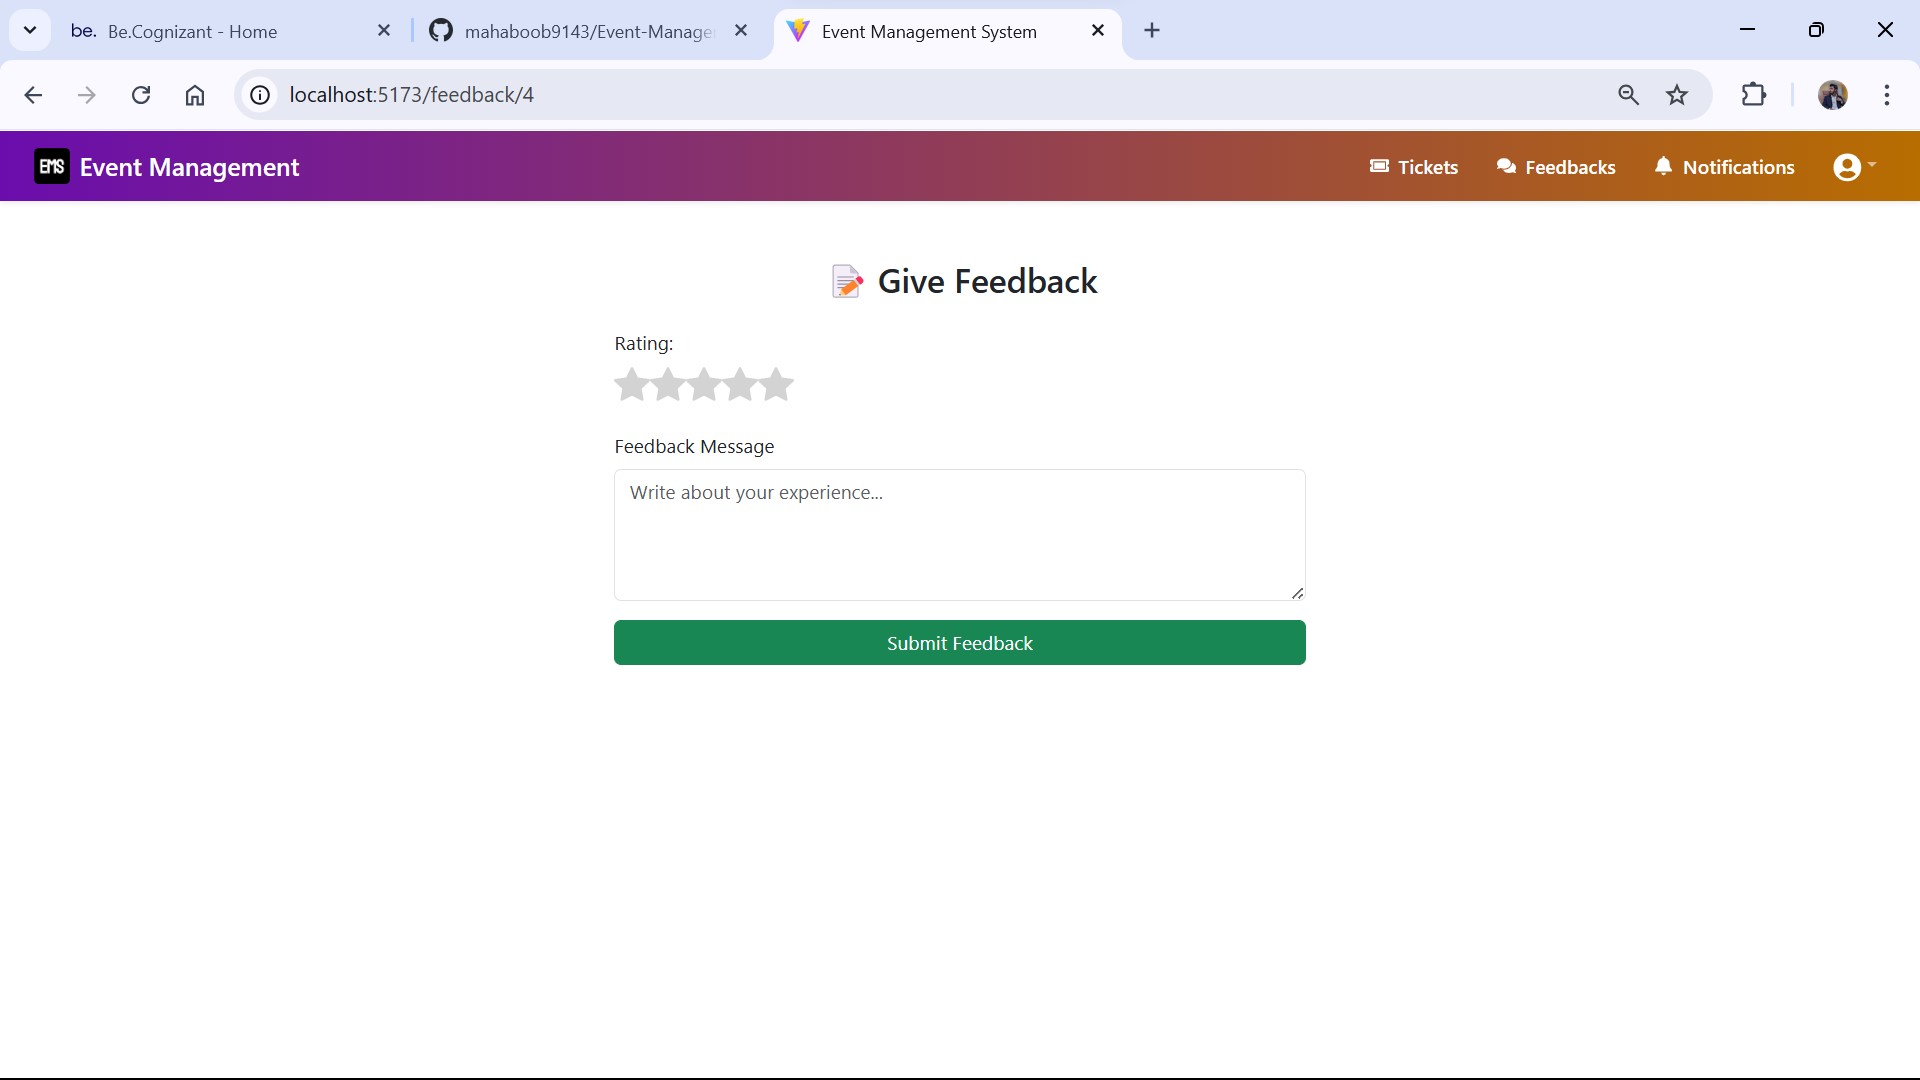 be. Be.Cognizant - Home
mahaboob9143/Event-Manage
Event Management System
localhost:5173/feedback/4
EMS Event Management
Tickets
Feedbacks
Notifications
Give Feedback
Rating:
Feedback Message
Write about your experience...
Submit Feedback